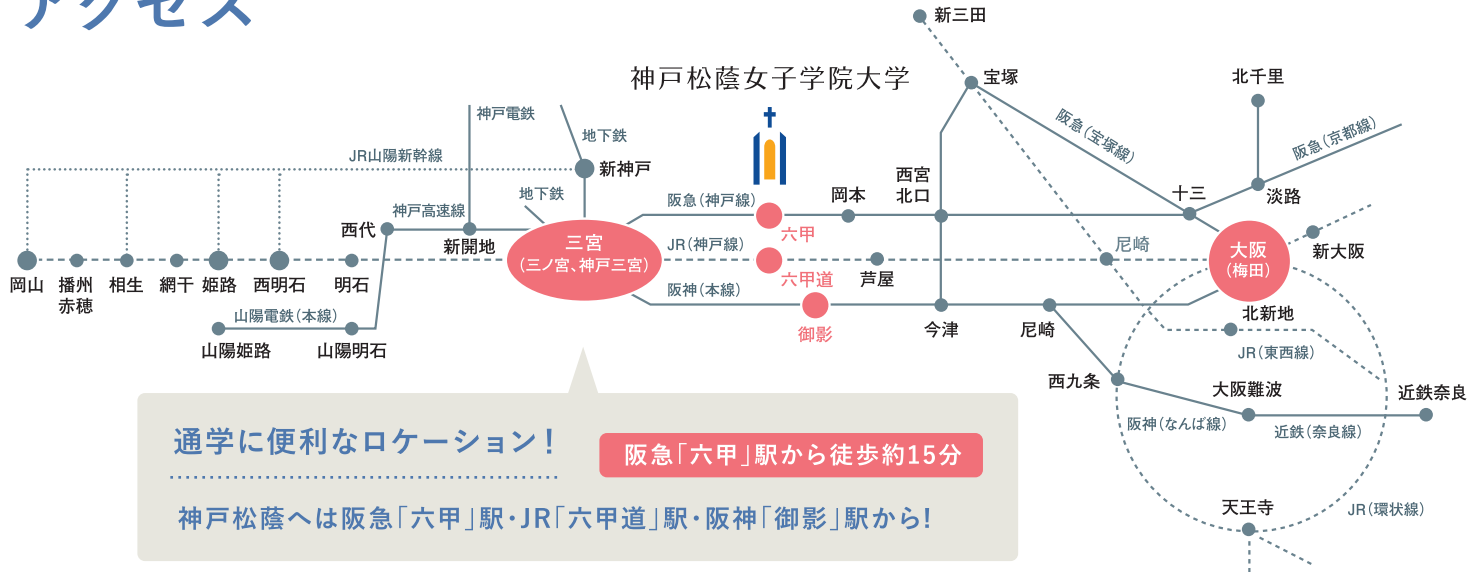 アクセス
新三田
神戸松蔭女子学院大学
宝塚
北千里
神戸電鉄
地下鉄
阪急(宝塚線)
阪急(京都線)
JR山陽新幹線
新神戸
西宮
北口
岡本
十三
淡路
地下鉄
阪急(神戸線)
神戸高速線
西代
新開地
六甲
三宮
(三ノ宮、神戸三宮)
JR(神戸線)
尼崎
大阪
(梅田)
新大阪
岡山
播州
赤穂
相生
網干
姫路
西明石
明石
六甲道
芦屋
阪神(本線)
山陽電鉄(本線)
山陽姫路
山陽明石
御影
今津
尼崎
北新地
JR(東西線)
西九条
大阪難波
近鉄奈良
阪神(なんば線)
近鉄(奈良線)
天王寺
JR(環状線)
通学に便利なロケーション!
阪急「六甲」駅から徒歩約15分
神戸松蔭へは阪急「六甲」駅・JR「六甲道」駅・阪神「御影」駅から!